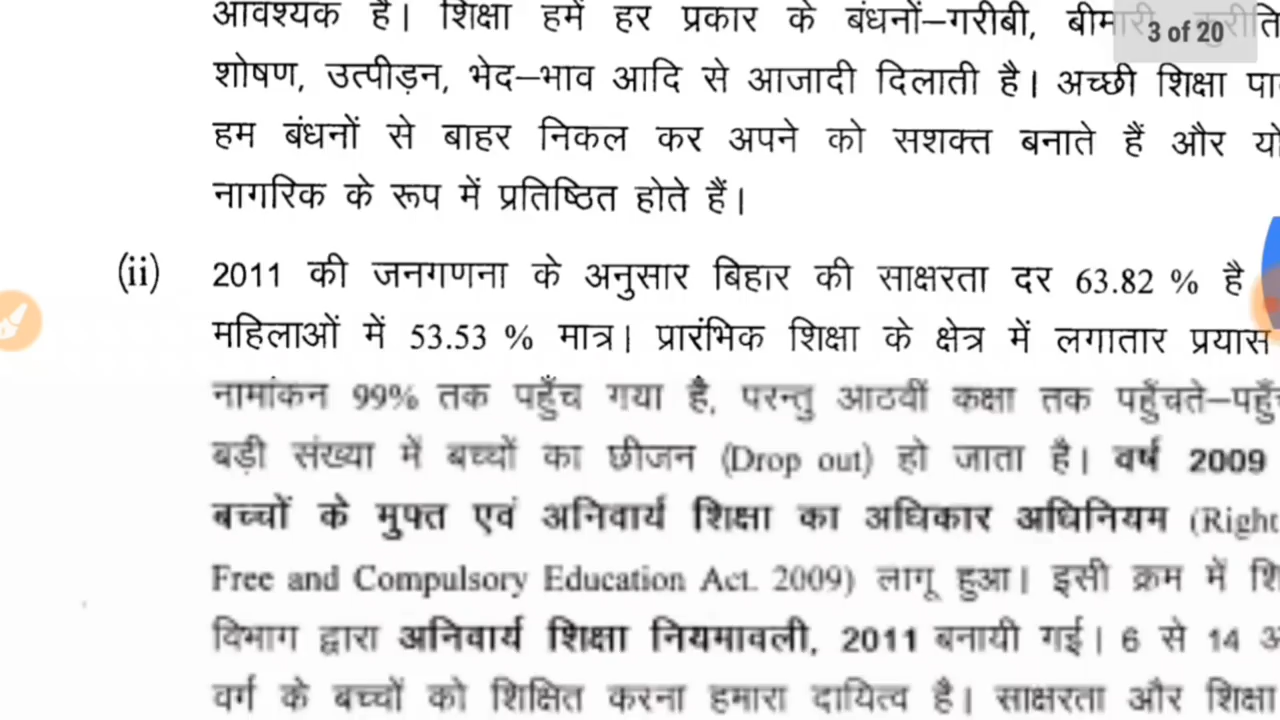 आवश्यक है। शिक्षा हमें हर प्रकार के बंधनों–गरीबी,
3 of 20
शोषण, उत्पीड़न, भेद–भाव आदि से आजादी दिलाती है। अच्छी शिक्षा
हम बंधनों से बाहर निकल कर अपने को सशक्त बनाते हैं और
नागरिक के रूप में प्रतिष्ठित होते हैं।
(ii) 2011 की जनगणना के अनुसार बिहार की साक्षरता दर 63.82 % है
महिलाओं में 53.53 % मात्र। प्रारंभिक शिक्षा के क्षेत्र में लगातार प्रयास
नामांकन 99% तक पहुँच गया है, परन्तु आठवीं कक्षा तक
बड़ी संख्या में बच्चों का छीजन (Drop out) हो जाता है। वर्ष 2009
बच्चों के मुफ्त एवं अनिवार्य शिक्षा का अधिकार अधिनियम (Right
Free and Compulsory Education Act. 2009) लागू हुआ। इसी क्रम में
विभाग द्वारा अनिवार्य शिक्षा नियमावली, 2011 बनायी गई। 6 से 14
वर्ग के बच्चों को शिक्षित करना हमारा दायित्व है। साक्षरता और शिक्षा